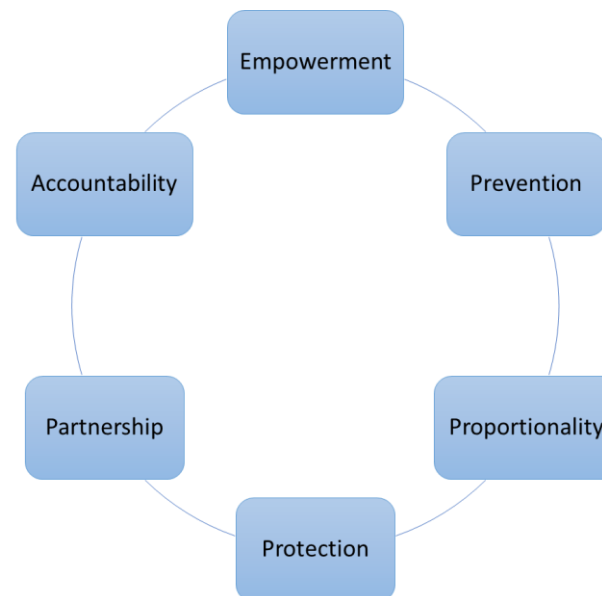 Empowerment
Prevention
Proportionality
Protection
Partnership
Accountability